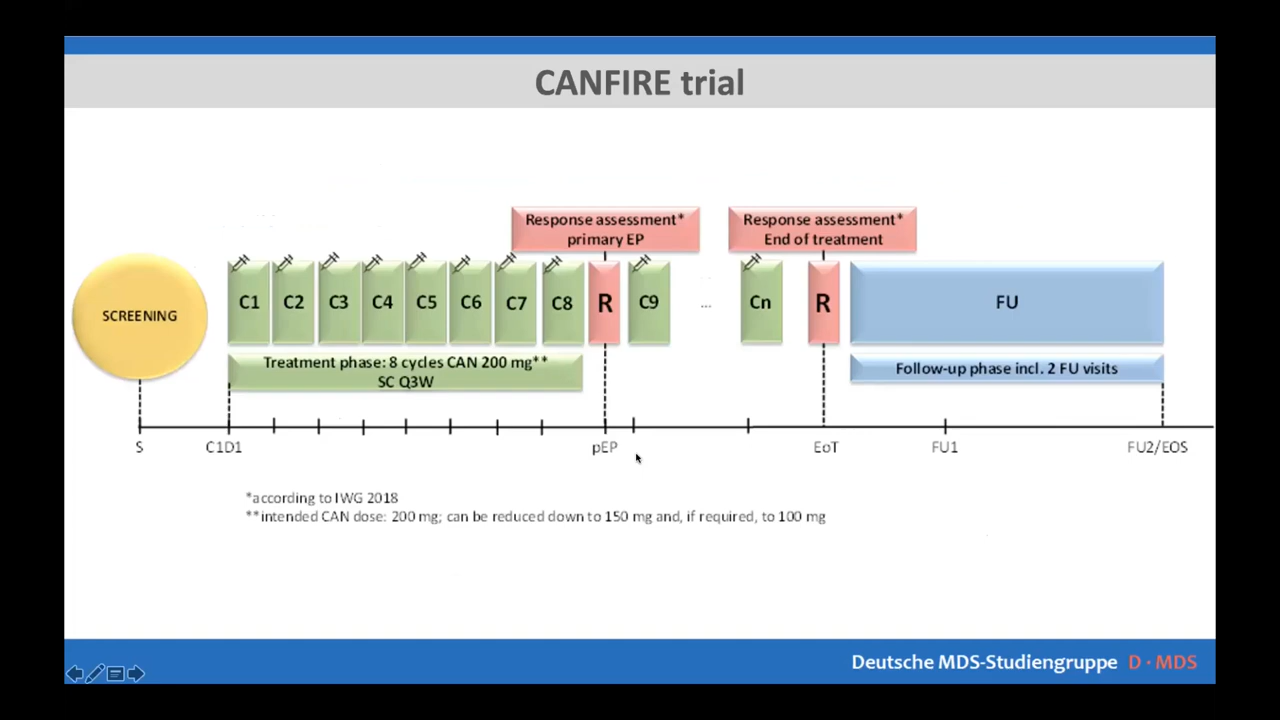 CANFIRE trial
Response assessment*
primary EP
Response assessment*
End of treatment
SCREENING
C1 C2 C3 C4 C5 C6 C7 C8 R C9 ... Cn R FU
Treatment phase: 8 cycles CAN 200 mg**
SC Q3W
Follow-up phase incl. 2 FU visits
S C1D1 pEP EoT FU1 FU2/EOS
*according to IWG 2018
**intended CAN dose: 200 mg; can be reduced down to 150 mg and, if required, to 100 mg
Deutsche MDS-Studiengruppe D · MDS